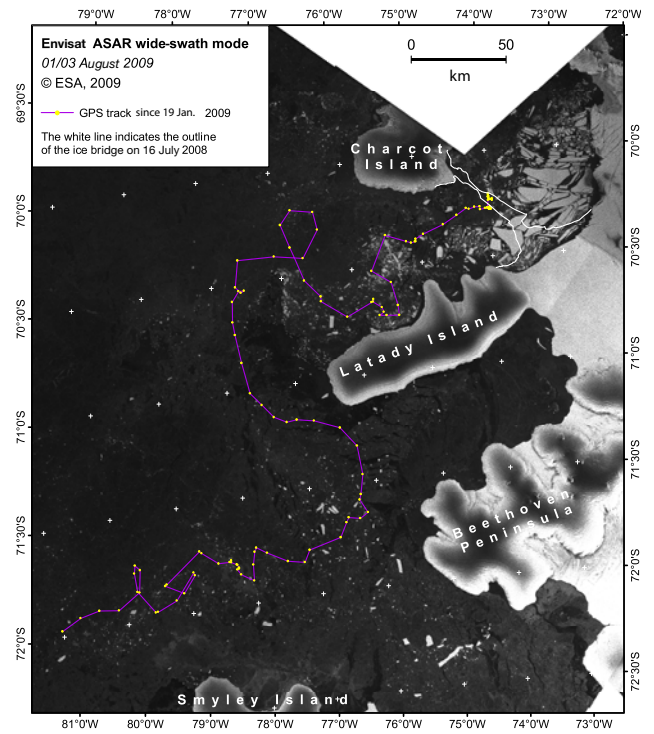 79°0'W 78°0'W 77°0'W 76°0'W 75°0'W 74°0'W 73°0'W 72°0'W
Envisat ASAR wide-swath mode
01/03 August 2009
© ESA, 2009
GPS track since 19 Jan. 2009
The white line indicates the outline
of the ice bridge on 16 July 2008
0 50
km
69°30'S
70°0'S
70°30'S
71°0'S
71°30'S
72°0'S
Charcot
Island
Latady Island
Beethoven
Peninsula
Smyley Island
70°0'S
70°30'S
71°0'S
71°30'S
72°0'S
72°30'S
81°0'W 80°0'W 79°0'W 78°0'W 77°0'W 76°0'W 75°0'W 74°0'W 73°0'W